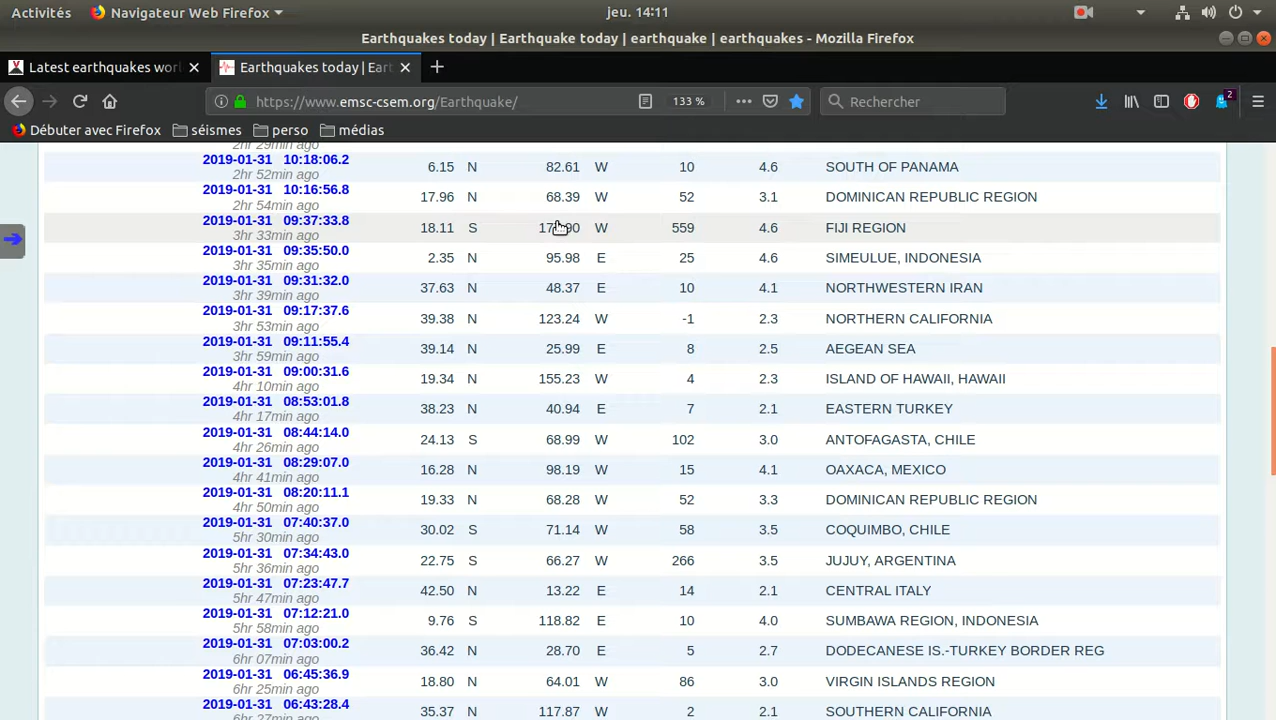 Activités Navigateur Web Firefox jeu. 14:11
Earthquakes today | Earthquake today | earthquake | earthquakes - Mozilla Firefox
Latest earthquakes wor Earthquakes today | Eart
https://www.emsc-csem.org/Earthquake/ 133 % Rechercher 2
Débuter avec Firefox séismes perso médias
2hr 29min ago
2019-01-31 10:18:06.2 6.15 N 82.61 W 10 4.6 SOUTH OF PANAMA
2hr 52min ago
2019-01-31 10:16:56.8 17.96 N 68.39 W 52 3.1 DOMINICAN REPUBLIC REGION
2hr 54min ago
2019-01-31 09:37:33.8 18.11 S W 559 4.6 FIJI REGION
3hr 33min ago
2019-01-31 09:35:50.0 2.35 N 95.98 E 25 4.6 SIMEULUE, INDONESIA
3hr 35min ago
2019-01-31 09:31:32.0 37.63 N 48.37 E 10 4.1 NORTHWESTERN IRAN
3hr 39min ago
2019-01-31 09:17:37.6 39.38 N 123.24 W -1 2.3 NORTHERN CALIFORNIA
3hr 53min ago
2019-01-31 09:11:55.4 39.14 N 25.99 E 8 2.5 AEGEAN SEA
3hr 59min ago
2019-01-31 09:00:31.6 19.34 N 155.23 W 4 2.3 ISLAND OF HAWAII, HAWAII
4hr 10min ago
2019-01-31 08:53:01.8 38.23 N 40.94 E 7 2.1 EASTERN TURKEY
4hr 17min ago
2019-01-31 08:44:14.0 24.13 S 68.99 W 102 3.0 ANTOFAGASTA, CHILE
4hr 26min ago
2019-01-31 08:29:07.0 16.28 N 98.19 W 15 4.1 OAXACA, MEXICO
4hr 41min ago
2019-01-31 08:20:11.1 19.33 N 68.28 W 52 3.3 DOMINICAN REPUBLIC REGION
4hr 50min ago
2019-01-31 07:40:37.0 30.02 S 71.14 W 58 3.5 COQUIMBO, CHILE
5hr 30min ago
2019-01-31 07:34:43.0 22.75 S 66.27 W 266 3.5 JUJUY, ARGENTINA
5hr 36min ago
2019-01-31 07:23:47.7 42.50 N 13.22 E 14 2.1 CENTRAL ITALY
5hr 47min ago
2019-01-31 07:12:21.0 9.76 S 118.82 E 10 4.0 SUMBAWA REGION, INDONESIA
5hr 58min ago
2019-01-31 07:03:00.2 36.42 N 28.70 E 5 2.7 DODECANESE IS.-TURKEY BORDER REG
6hr 07min ago
2019-01-31 06:45:36.9 18.80 N 64.01 W 86 3.0 VIRGIN ISLANDS REGION
6hr 25min ago
2019-01-31 06:43:28.4 35.37 N 117.87 W 2 2.1 SOUTHERN CALIFORNIA
6hr 27min ago